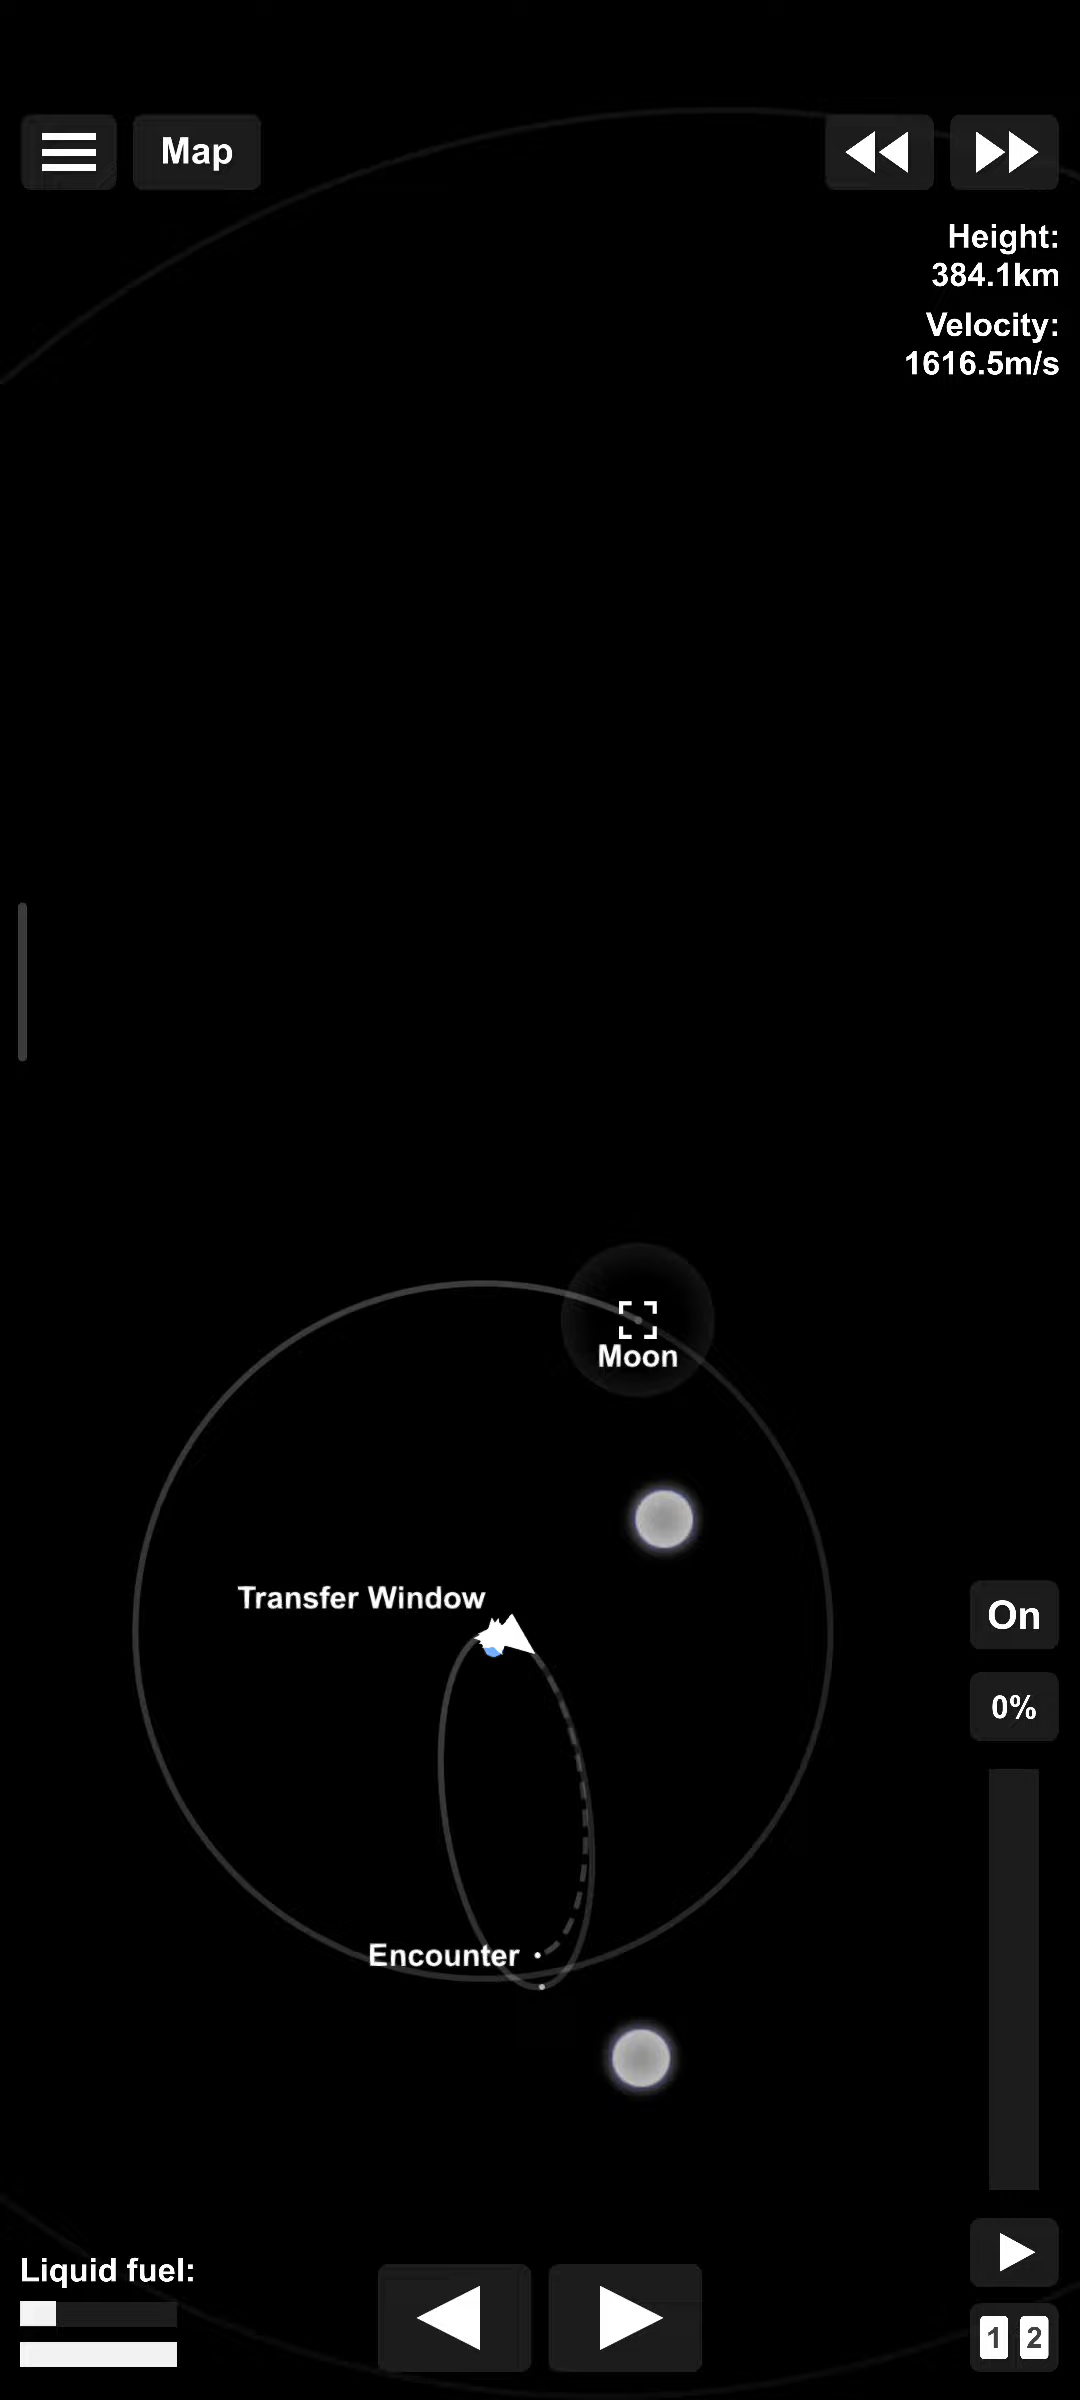 Map
Height:
384.1km
Velocity:
1616.5m/s
Moon
Transfer Window
On
0%
Encounter
Liquid fuel:
1 2